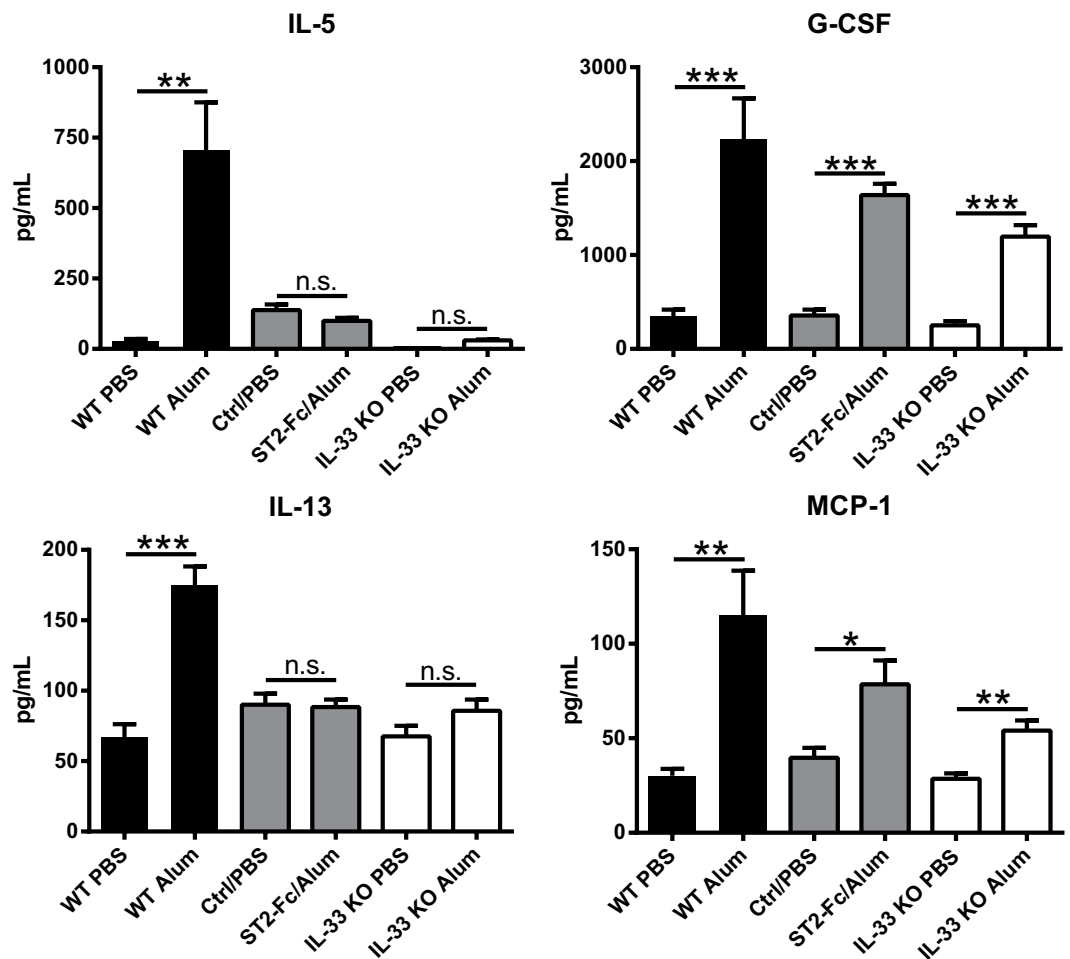 IL-5
1000
750
500
250
0
pg/mL
**
n.s.
n.s.
WT PBS
WT Alum
Ctrl/PBS
ST2-Fc/Alum
IL-33 KO PBS
IL-33 KO Alum
G-CSF
3000
2000
1000
0
pg/mL
***
***
***
WT PBS
WT Alum
Ctrl/PBS
ST2-Fc/Alum
IL-33 KO PBS
IL-33 KO Alum
IL-13
200
150
100
50
0
pg/mL
***
n.s.
n.s.
WT PBS
WT Alum
Ctrl/PBS
ST2-Fc/Alum
IL-33 KO PBS
IL-33 KO Alum
MCP-1
150
100
50
0
pg/mL
**
*
**
WT PBS
WT Alum
Ctrl/PBS
ST2-Fc/Alum
IL-33 KO PBS
IL-33 KO Alum